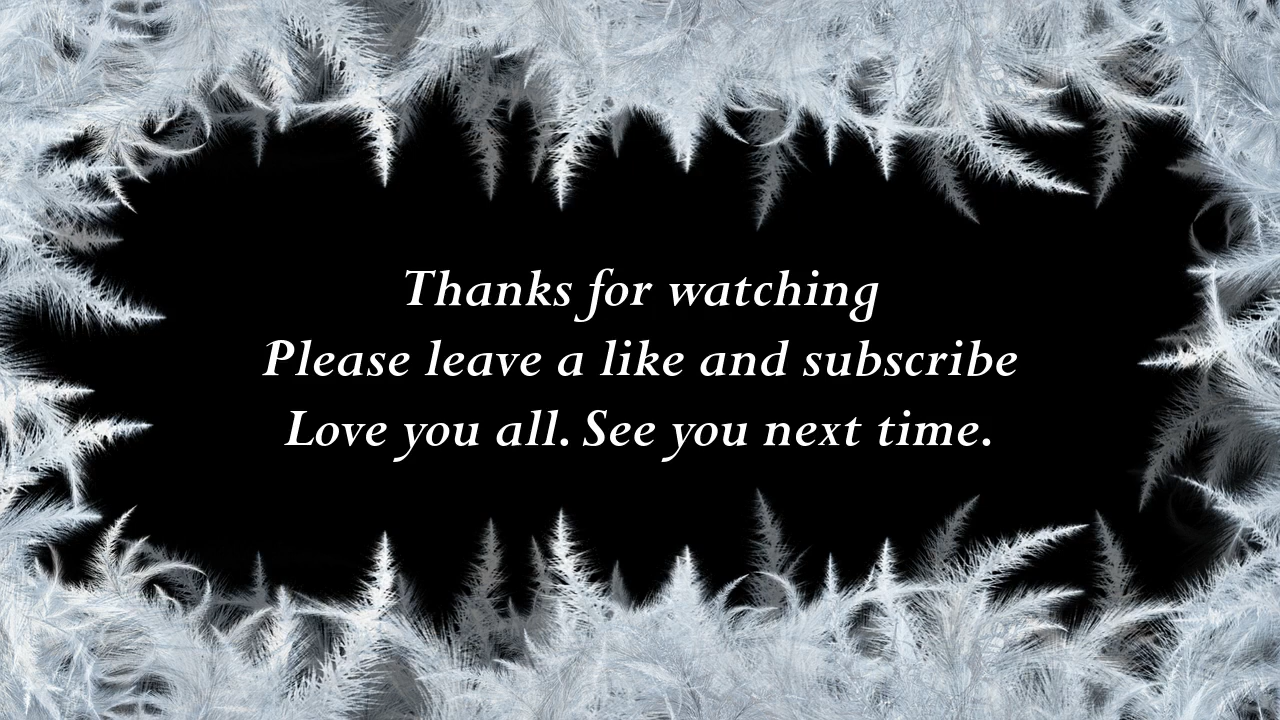 Thanks for watching
Please leave a like and subscribe
Love you all. See you next time.